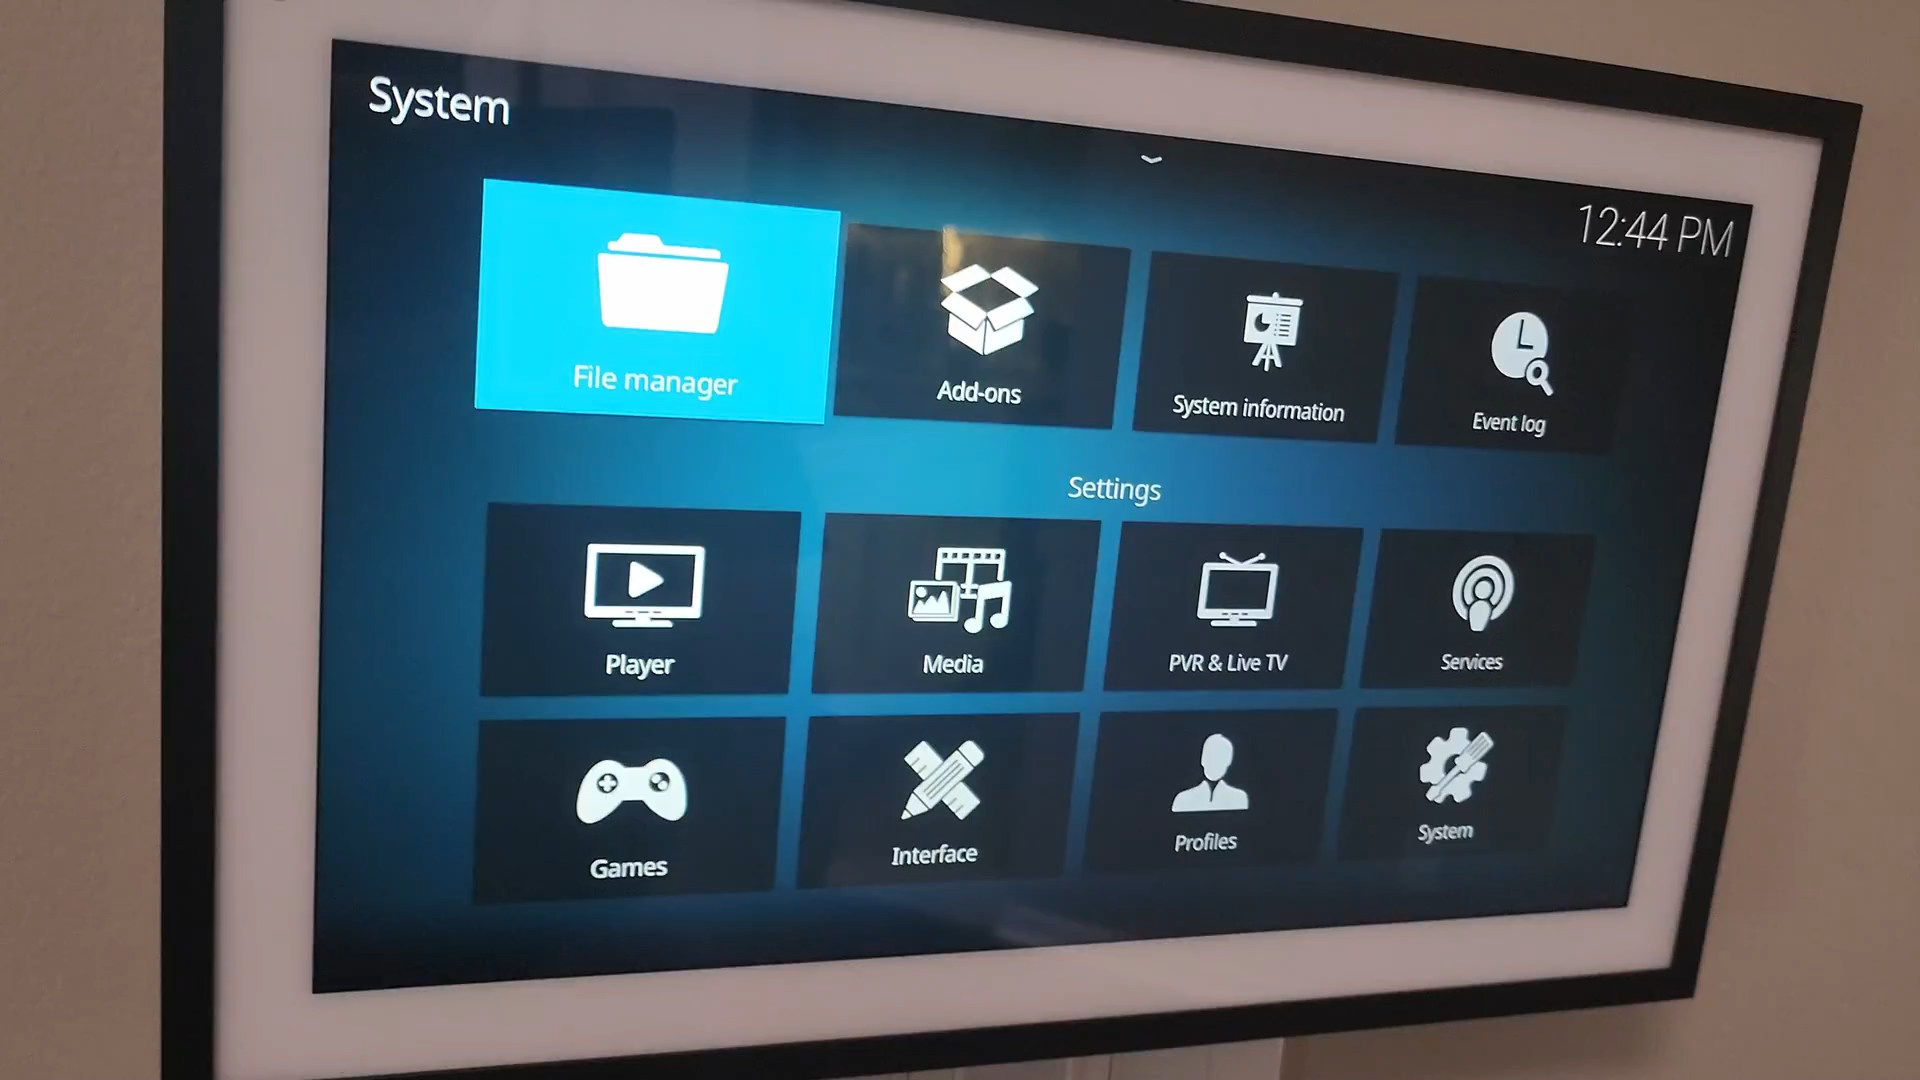 System
12:44 PM
File manager
Add-ons
System information
Event log
Settings
Player
Media
PVR & Live TV
Services
Games
Interface
Profiles
System